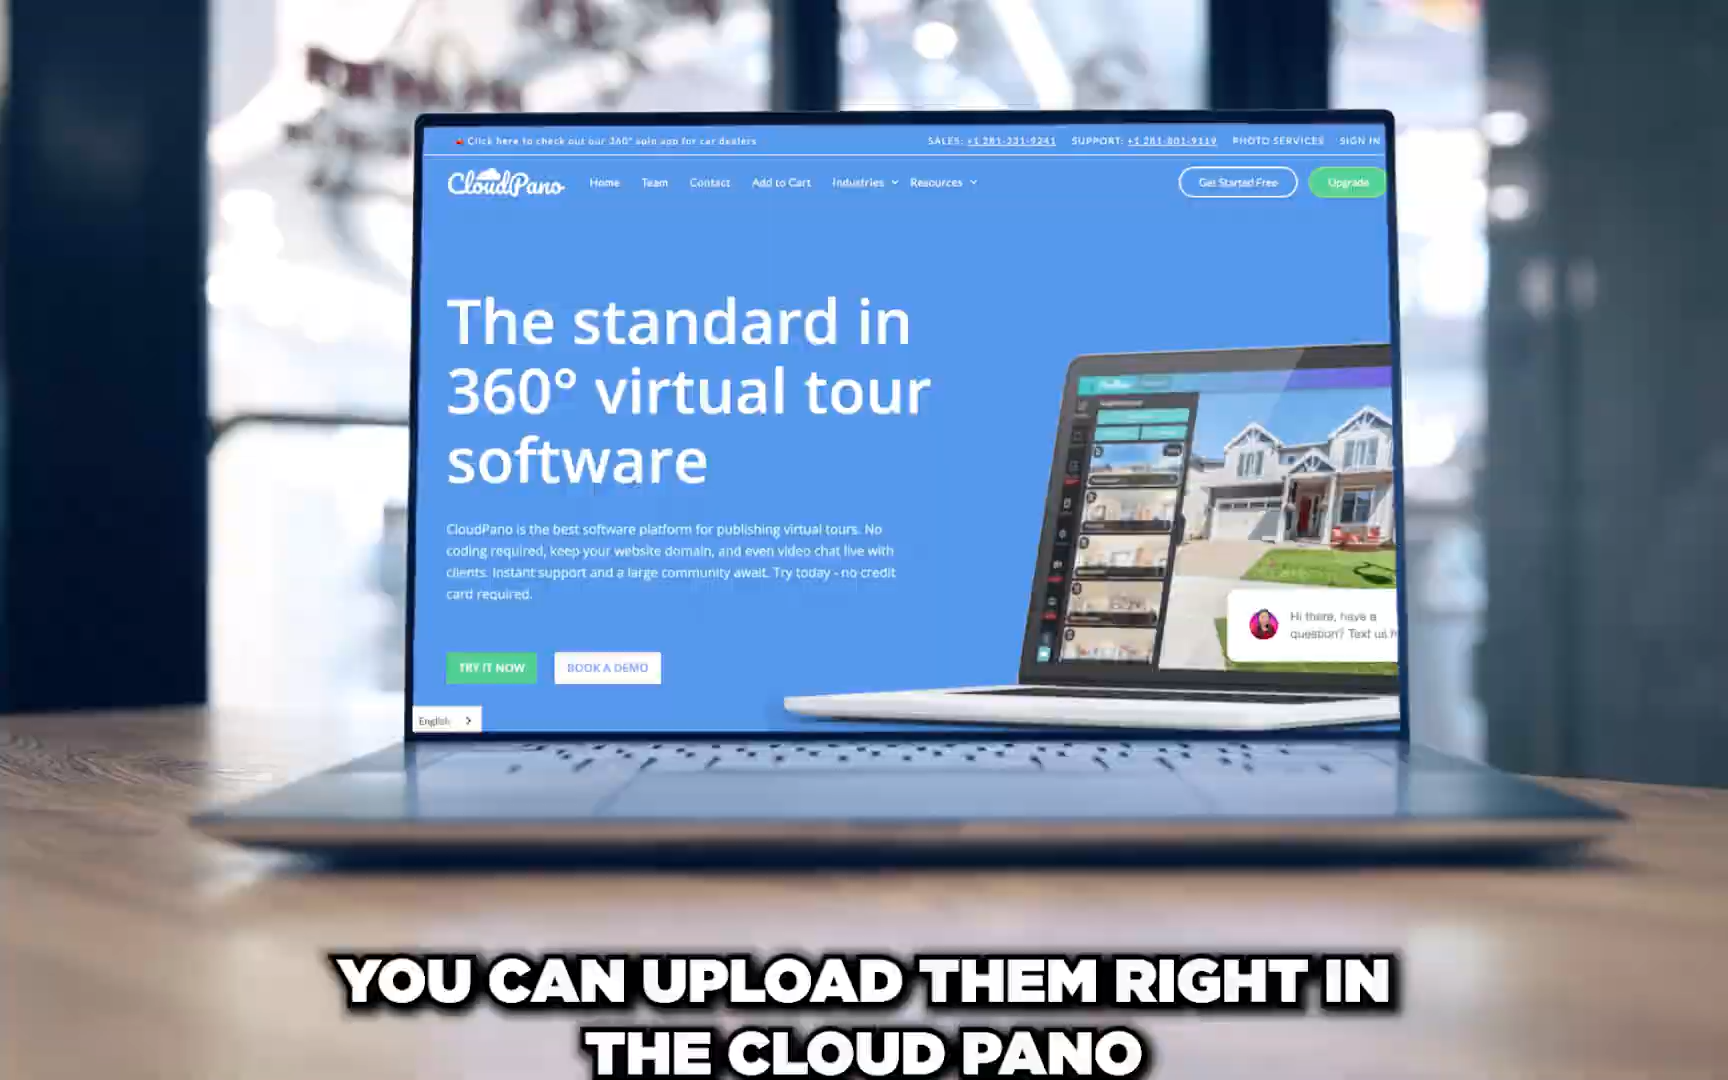 Click here to check out our 360° spin app for car dealers
SALES: +1 281-231-9241 SUPPORT: +1 281-801-9119 PHOTO SERVICES SIGN IN
CloudPano Home Team Contact Add to Cart Industries Resources Get Started Free Upgrade
The standard in
360° virtual tour
software
CloudPano is the best software platform for publishing virtual tours. No
coding required, keep your website domain, and even video chat live with
clients. Instant support and a large community await. Try today - no credit
card required.
Hi there, have a
question? Text us h
TRY IT NOW BOOK A DEMO
English
YOU CAN UPLOAD THEM RIGHT IN
THE CLOUD PANO